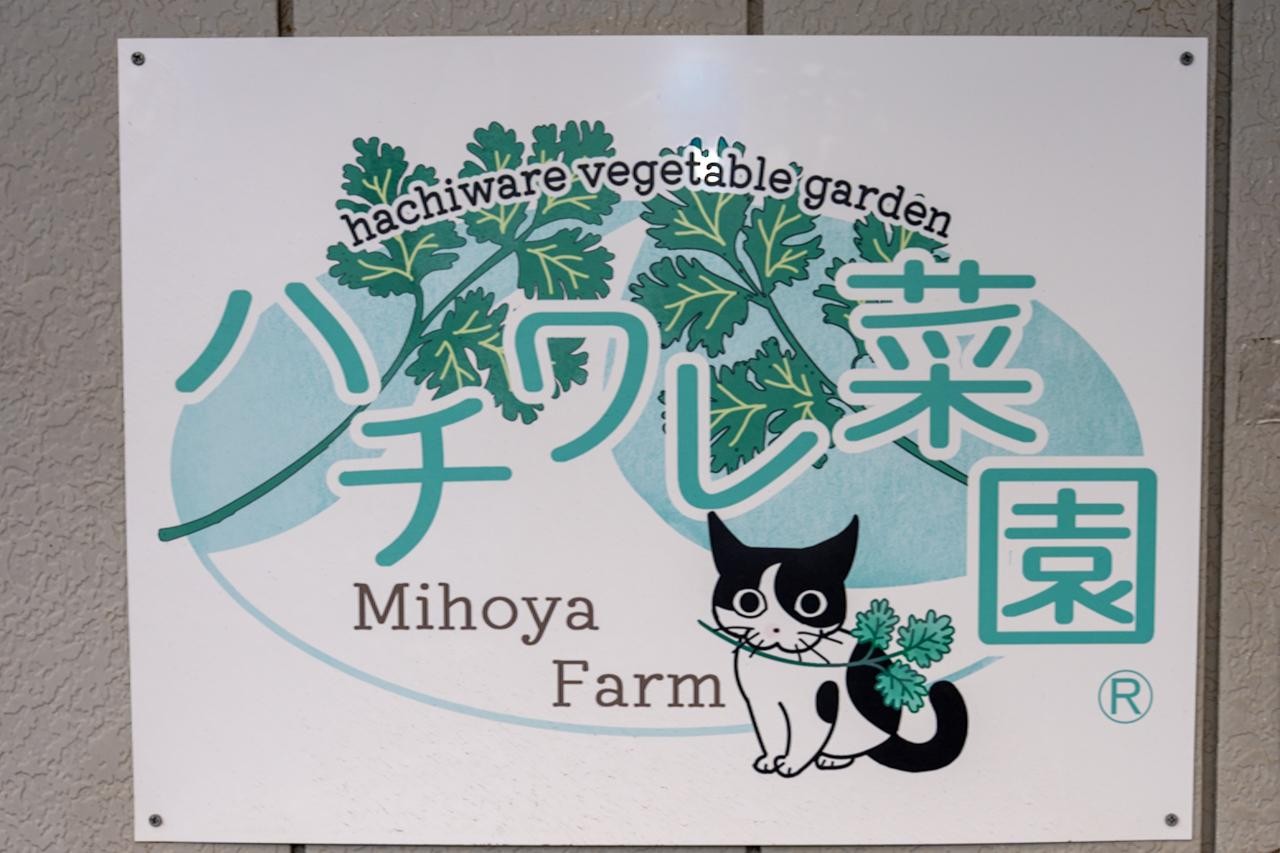 hachiware vegetable garden
ハチワレ菜園
Mihoya
Farm
®